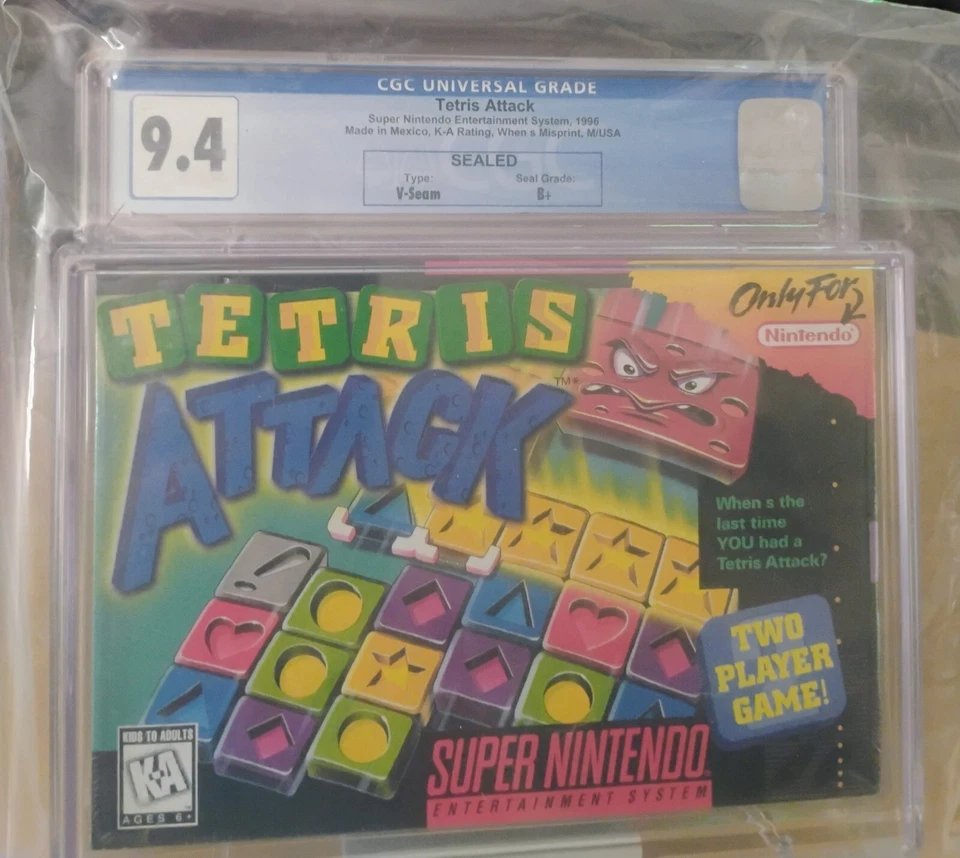 CGC UNIVERSAL GRADE
9.4
Tetris Attack
Super Nintendo Entertainment System, 1996
Made in Mexico, K-A Rating, When s Misprint, M/USA
SEALED
Type:
Seal Grade:
V-Seam
B+
TETRIS
ATTACK
TM
Only For
Nintendo
When s the
last time
YOU had a
Tetris Attack?
TWO
PLAYER
GAME!
KIDS TO ADULTS
KA
AGES 6+
SUPER NINTENDO
ENTERTAINMENT SYSTEM